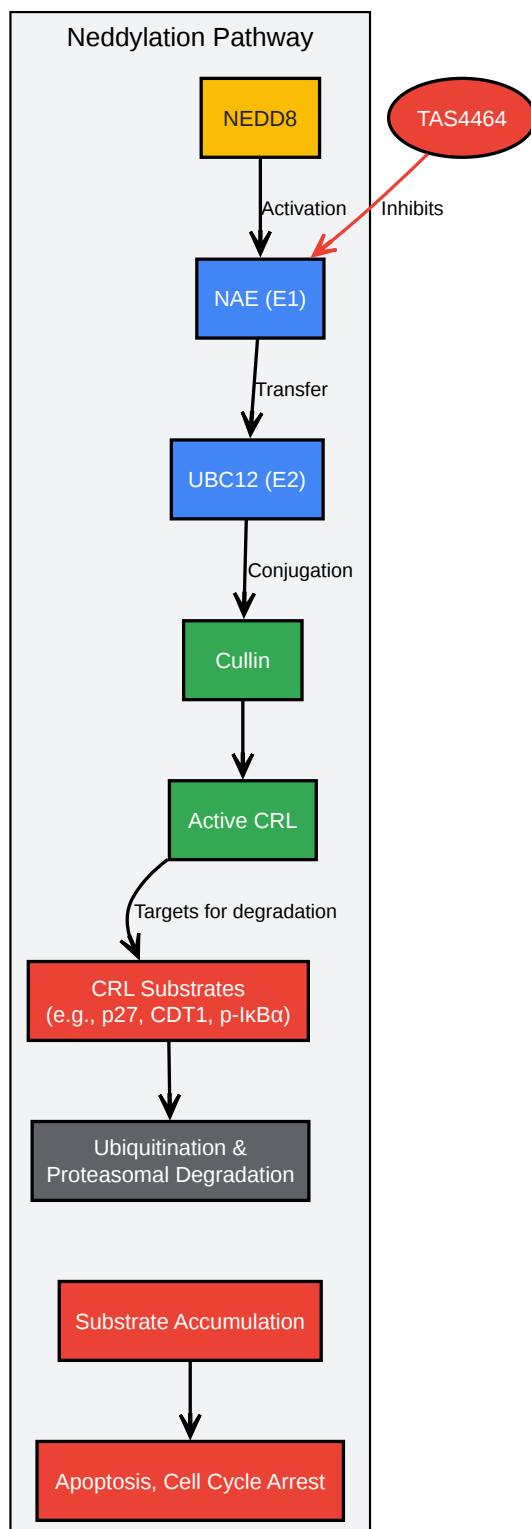 Neddylation Pathway
NEDD8
TAS4464
Activation
Inhibits
NAE (E1)
Transfer
UBC12 (E2)
Conjugation
Cullin
Active CRL
Targets for degradation
CRL Substrates
(e.g., p27, CDT1, p-IκBα)
Ubiquitination &
Proteasomal Degradation
Substrate Accumulation
Apoptosis, Cell Cycle Arrest